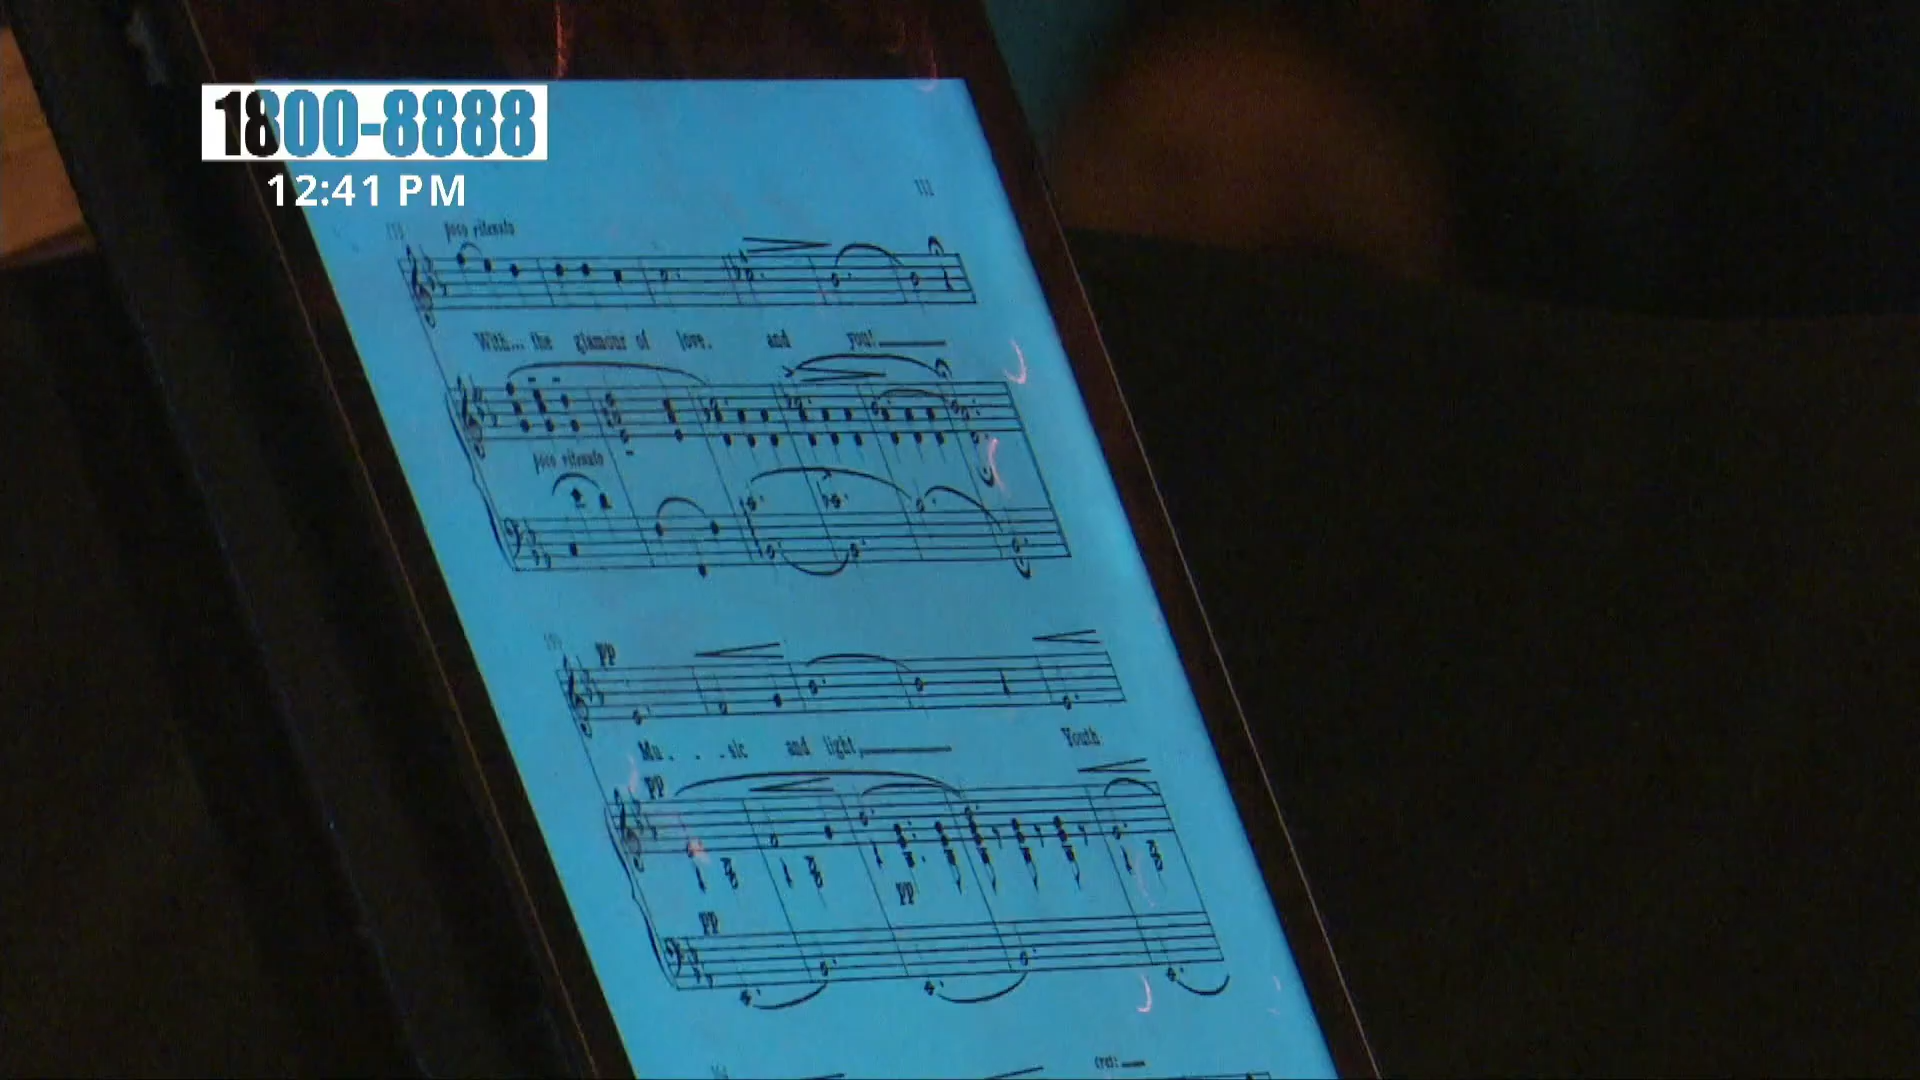 1800-8888
12:41 PM
111
poco ritenuto
With... the glamour of love. and you!
poco ritenuto
pp
Mu . . . sic and light, Youth
pp
pp
pp